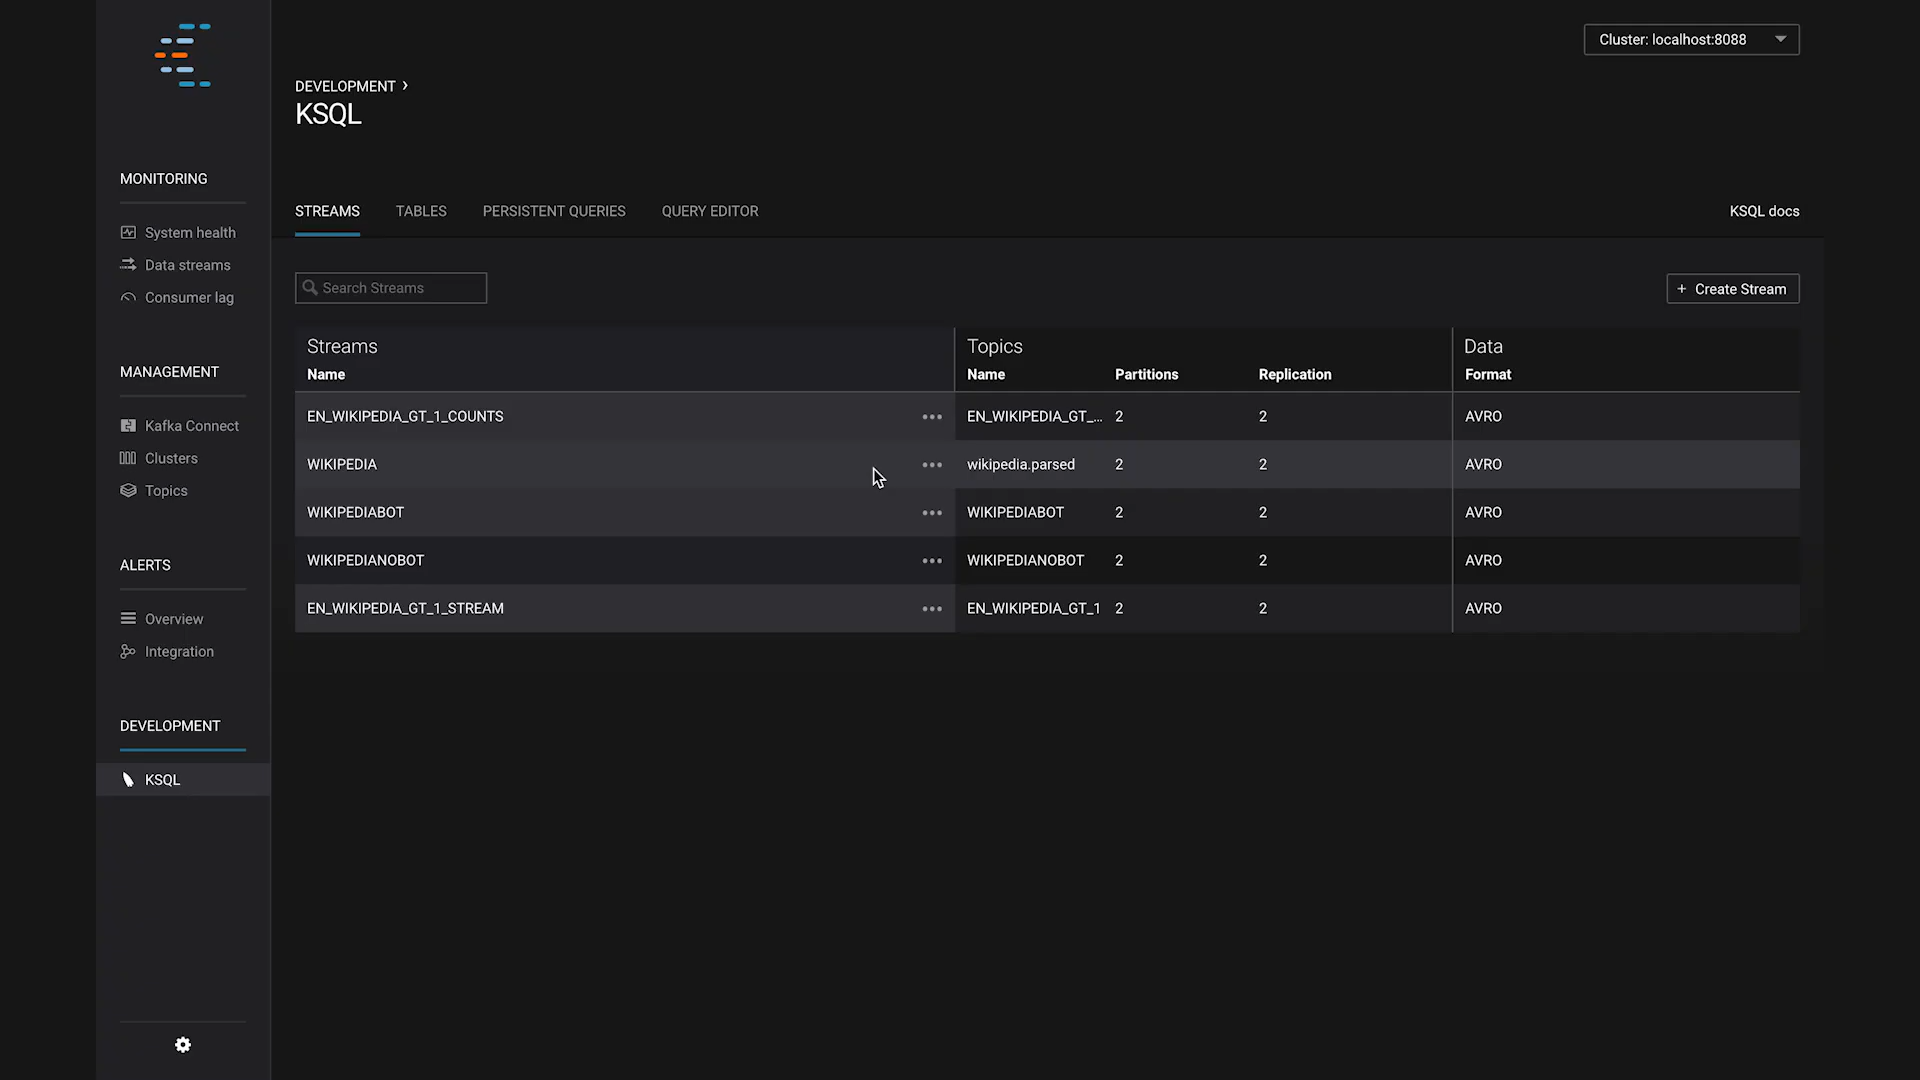 Cluster: localhost:8088
DEVELOPMENT
KSQL
MONITORING
System health
Data streams
Consumer lag
MANAGEMENT
Kafka Connect
Clusters
Topics
ALERTS
Overview
Integration
DEVELOPMENT
KSQL
STREAMS TABLES PERSISTENT QUERIES QUERY EDITOR KSQL docs
Search Streams + Create Stream
Streams Topics Data
Name Name Partitions Replication Format
EN_WIKIPEDIA_GT_1_COUNTS EN_WIKIPEDIA_GT_... 2 2 AVRO
WIKIPEDIA wikipedia.parsed 2 2 AVRO
WIKIPEDIABOT WIKIPEDIABOT 2 2 AVRO
WIKIPEDIANOBOT WIKIPEDIANOBOT 2 2 AVRO
EN_WIKIPEDIA_GT_1_STREAM EN_WIKIPEDIA_GT_1 2 2 AVRO